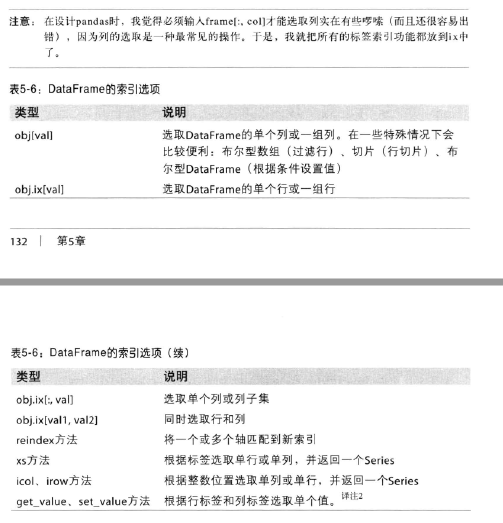 注意： 在设计pandas时，我觉得必须输入frame[:, col]才能选取列实在有些啰嗦（而且还很容易出
错），因为列的选取是一种最常见的操作。于是，我就把所有的标签索引功能都放到ix中
了。
表5-6：DataFrame的索引选项
类型 说明
obj[val] 选取DataFrame的单个列或一组列。在一些特殊情况下会
比较便利：布尔型数组（过滤行）、切片（行切片）、布
尔型DataFrame（根据条件设置值）
obj.ix[val] 选取DataFrame的单个行或一组行
132 | 第5章
表5-6：DataFrame的索引选项（续）
类型 说明
obj.ix[:, val] 选取单个列或列子集
obj.ix[val1, val2] 同时选取行和列
reindex方法 将一个或多个轴匹配到新索引
xs方法 根据标签选取单行或单列，并返回一个Series
icol、irow方法 根据整数位置选取单列或单行，并返回一个Series
get_value、set_value方法 根据行标签和列标签选取单个值。译注2